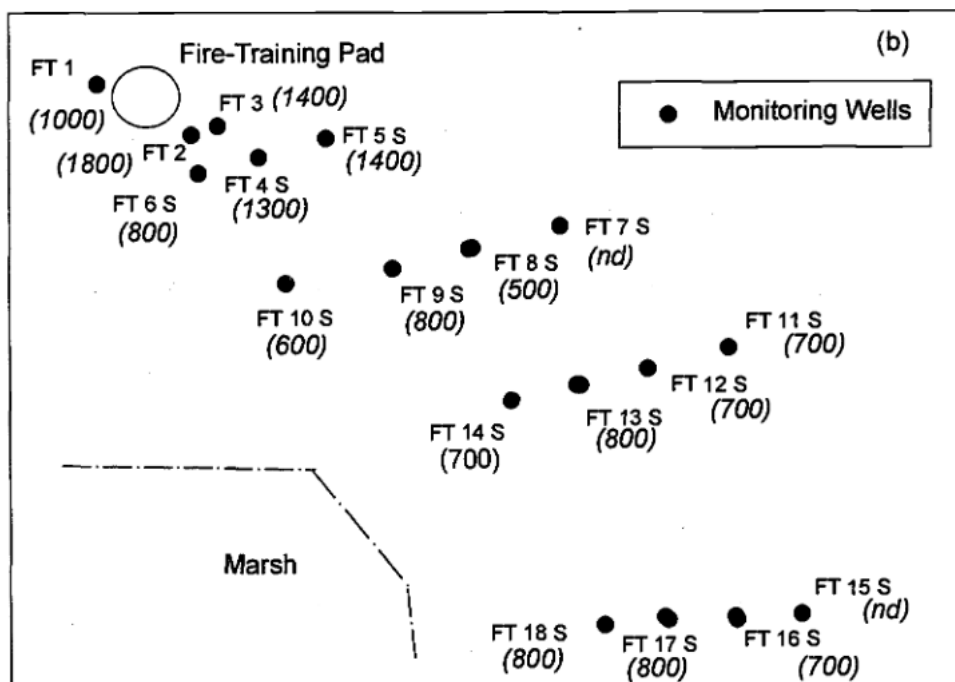 (b)
Fire-Training Pad
Monitoring Wells
FT 1
(1000)
FT 3 (1400)
FT 2
(1800)
FT 5 S
(1400)
FT 4 S
(1300)
FT 6 S
(800)
FT 7 S
(nd)
FT 8 S
(500)
FT 9 S
(800)
FT 10 S
(600)
FT 11 S
(700)
FT 12 S
(700)
FT 13 S
(800)
FT 14 S
(700)
Marsh
FT 15 S
(nd)
FT 16 S
(700)
FT 17 S
(800)
FT 18 S
(800)